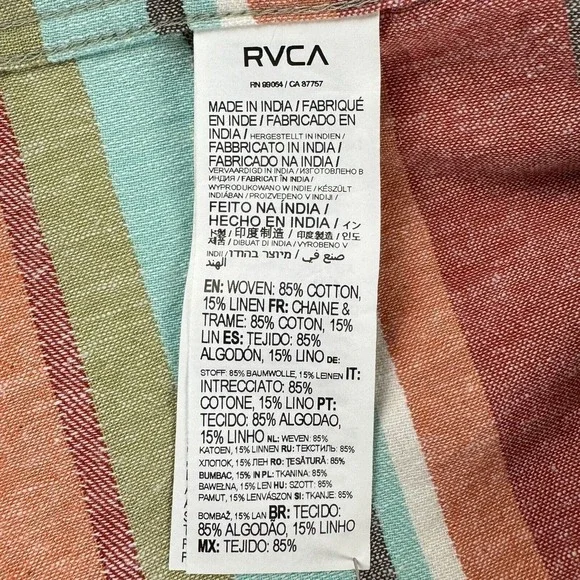 RVCA
RN 99064 / CA 87757
MADE IN INDIA / FABRIQUÉ
EN INDE / FABRICADO EN
INDIA / HERGESTELLT IN INDIEN /
FABBRICATO IN INDIA /
FABRICADO NA INDIA /
VERVAARDIGD IN INDIA / ИЗГОТОВЛЕНО В
ИНДИЯ / FABRICAT ÎN INDIA /
WYPRODUKOWANO W INDIE / KÉSZÜLT
INDIÁBAN / PROIZVEDENO V INDIJI /
FEITO NA ÍNDIA /
HECHO EN INDIA / イン
ド製 / 印度制造 / 印度製造 / 인도
제품 / DIBUAT DI INDIA / VYROBENO V
INDII / מיוצר בהודו / صنع في
الهند
EN: WOVEN: 85% COTTON,
15% LINEN FR: CHAINE &
TRAME: 85% COTON, 15%
LIN ES: TEJIDO: 85%
ALGODÓN, 15% LINO DE:
STOFF: 85% BAUMWOLLE, 15% LEINEN IT:
INTRECCIATO: 85%
COTONE, 15% LINO PT:
TECIDO: 85% ALGODAO,
15% LINHO NL: WEVEN: 85%
KATOEN, 15% LINNEN RU: ТЕКСТИЛЬ: 85%
ХЛОПОК, 15% ЛЕН RO: ȚESĂTURĂ: 85%
BUMBAC, 15% IN PL: TKANINA: 85%
BAWEŁNA, 15% LEN HU: SZOTT: 85%
PAMUT, 15% LENVÁSZON SI: TKANJE: 85%
BOMBAŽ, 15% LAN BR: TECIDO:
85% ALGODÃO, 15% LINHO
MX: TEJIDO: 85%